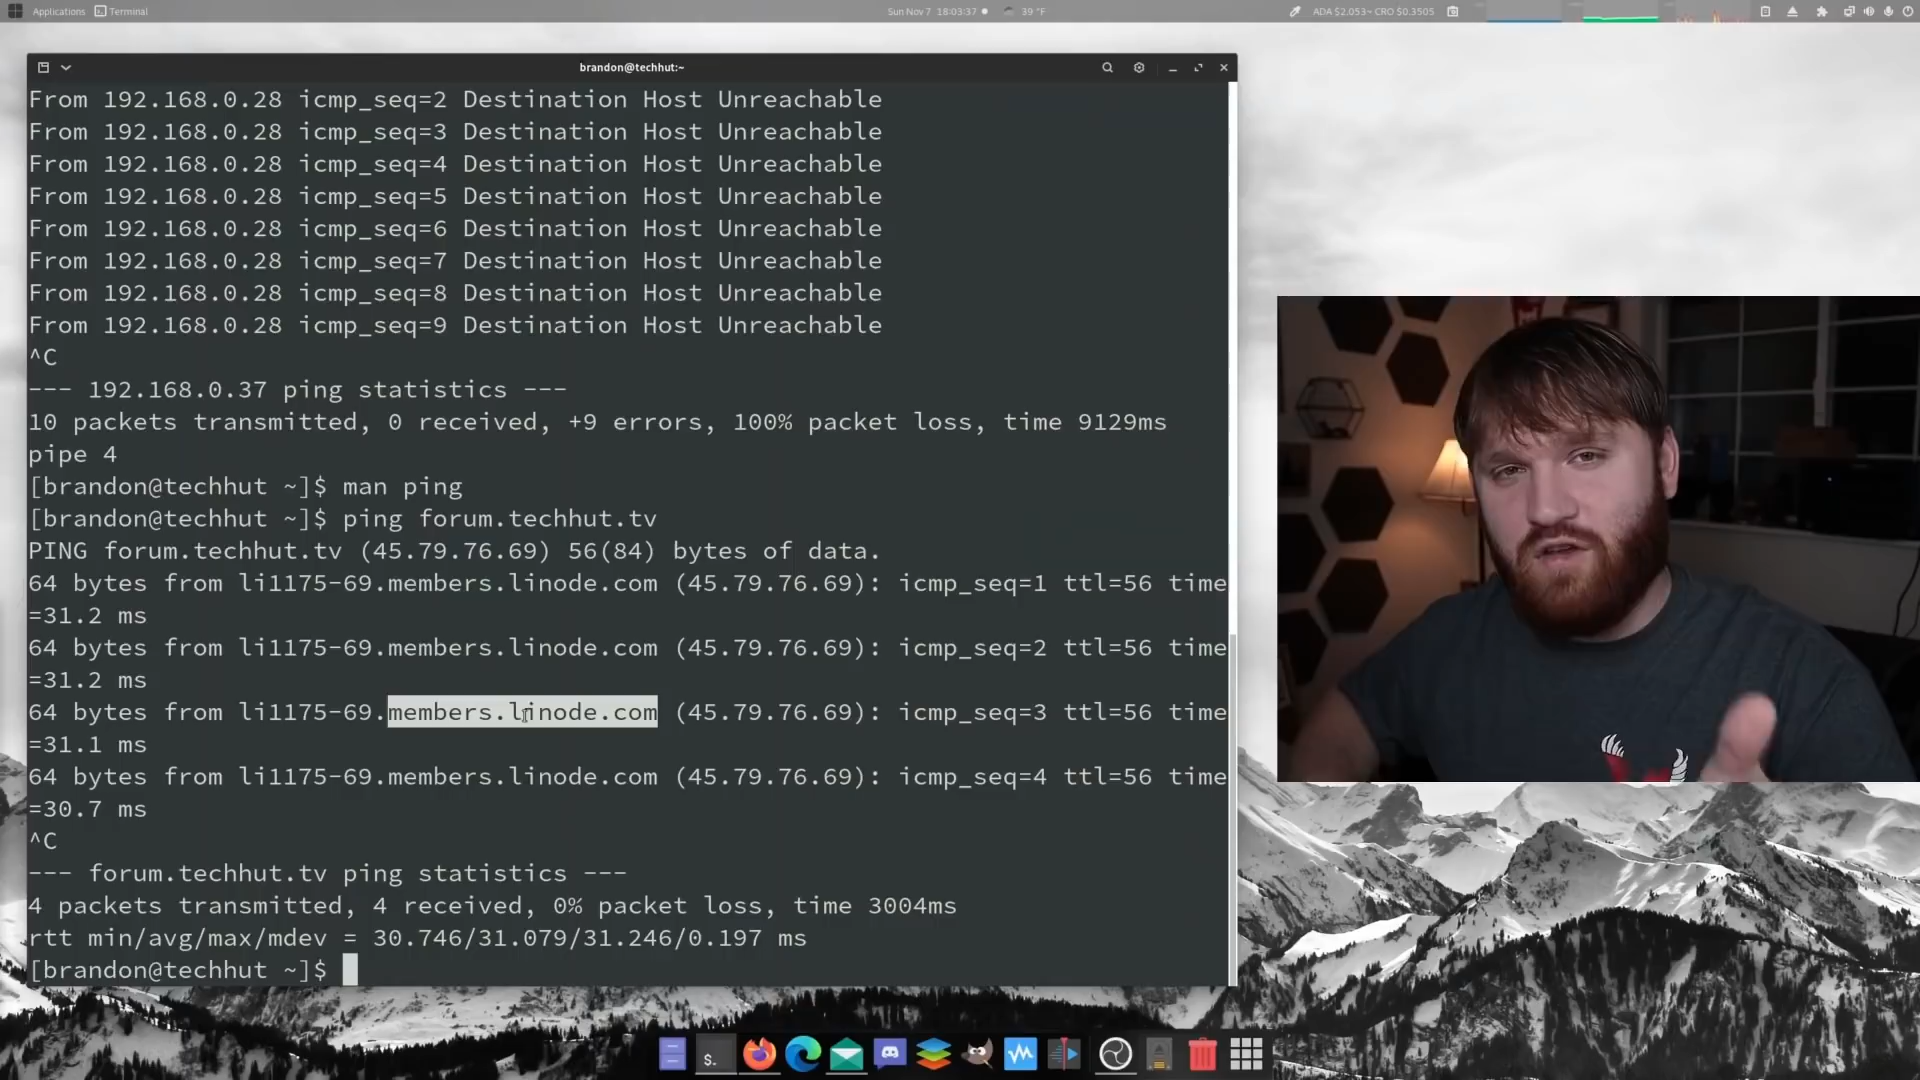 Applications Terminal
Sun Nov 7 18:03:37 39 °F
ADA $2.053~ CRO $0.3505
brandon@techhut:~
From 192.168.0.28 icmp_seq=2 Destination Host Unreachable
From 192.168.0.28 icmp_seq=3 Destination Host Unreachable
From 192.168.0.28 icmp_seq=4 Destination Host Unreachable
From 192.168.0.28 icmp_seq=5 Destination Host Unreachable
From 192.168.0.28 icmp_seq=6 Destination Host Unreachable
From 192.168.0.28 icmp_seq=7 Destination Host Unreachable
From 192.168.0.28 icmp_seq=8 Destination Host Unreachable
From 192.168.0.28 icmp_seq=9 Destination Host Unreachable
^C
--- 192.168.0.37 ping statistics ---
10 packets transmitted, 0 received, +9 errors, 100% packet loss, time 9129ms
pipe 4
[brandon@techhut ~]$ man ping
[brandon@techhut ~]$ ping forum.techhut.tv
PING forum.techhut.tv (45.79.76.69) 56(84) bytes of data.
64 bytes from li1175-69.members.linode.com (45.79.76.69): icmp_seq=1 ttl=56 time
=31.2 ms
64 bytes from li1175-69.members.linode.com (45.79.76.69): icmp_seq=2 ttl=56 time
=31.2 ms
64 bytes from li1175-69.members.linode.com (45.79.76.69): icmp_seq=3 ttl=56 time
=31.1 ms
64 bytes from li1175-69.members.linode.com (45.79.76.69): icmp_seq=4 ttl=56 time
=30.7 ms
^C
--- forum.techhut.tv ping statistics ---
4 packets transmitted, 4 received, 0% packet loss, time 3004ms
rtt min/avg/max/mdev = 30.746/31.079/31.246/0.197 ms
[brandon@techhut ~]$
$.